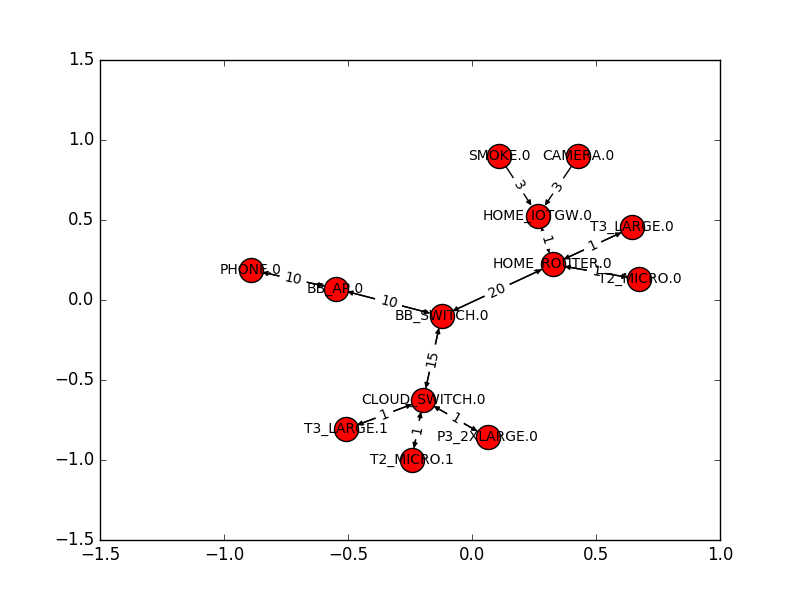 1.5
1.0
0.5
0.0
−0.5
−1.0
−1.5
SMOKE.0
CAMERA.0
3
3
HOME_IOTGW.0
T3_LARGE.0
1
1
HOME_ROUTER.0
PHONE.0
10
1
T2_MICRO.0
BB_AP.0
20
10
BB_SWITCH.0
15
CLOUD_SWITCH.0
1
1
T3_LARGE.1
1
P3_2XLARGE.0
T2_MICRO.1
−1.5
−1.0
−0.5
0.0
0.5
1.0